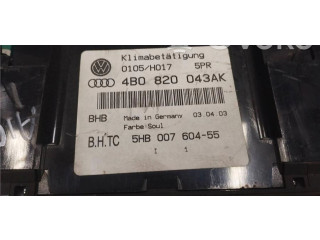 Klimabetätigung
0105/H017 5PR
4B0 820 043AK
BHB Made in Germany 03.04.03
Farbe:Soul
B.H.TC 5HB 007 604-55
1 1